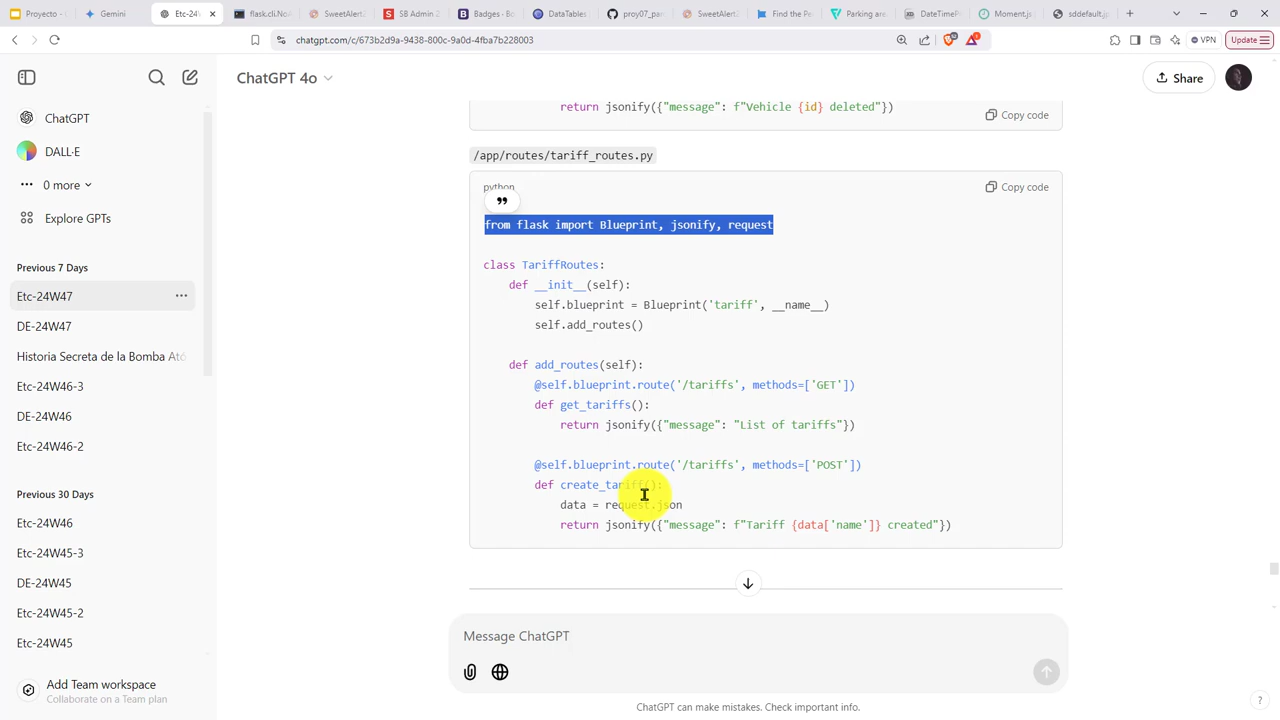 Proyecto -
Gemini
Etc-24W
flask.cli.No
SweetAlert2
SB Admin 2
Badges - Bo
DataTables
proy07_pa
SweetAlert2
Find the Pe
Parking are
DateTimeP
Moment.js
sddefault.jp
chatgpt.com/c/673b2d9a-9438-800c-9a0d-4fba7b228003
VPN
Update
ChatGPT 4o
Share
ChatGPT
DALL·E
0 more
Explore GPTs
Previous 7 Days
Etc-24W47
DE-24W47
Historia Secreta de la Bomba Ató
Etc-24W46-3
DE-24W46
Etc-24W46-2
Previous 30 Days
Etc-24W46
Etc-24W45-3
DE-24W45
Etc-24W45-2
Etc-24W45
Add Team workspace
Collaborate on a Team plan
return jsonify({"message": f"Vehicle {id} deleted"})
Copy code
/app/routes/tariff_routes.py
python
Copy code
from flask import Blueprint, jsonify, request
class TariffRoutes:
def __init__(self):
self.blueprint = Blueprint('tariff', __name__)
self.add_routes()
def add_routes(self):
@self.blueprint.route('/tariffs', methods=['GET'])
def get_tariffs():
return jsonify({"message": "List of tariffs"})
@self.blueprint.route('/tariffs', methods=['POST'])
def create_tariff():
data = request.json
return jsonify({"message": f"Tariff {data['name']} created"})
Message ChatGPT
ChatGPT can make mistakes. Check important info.
?